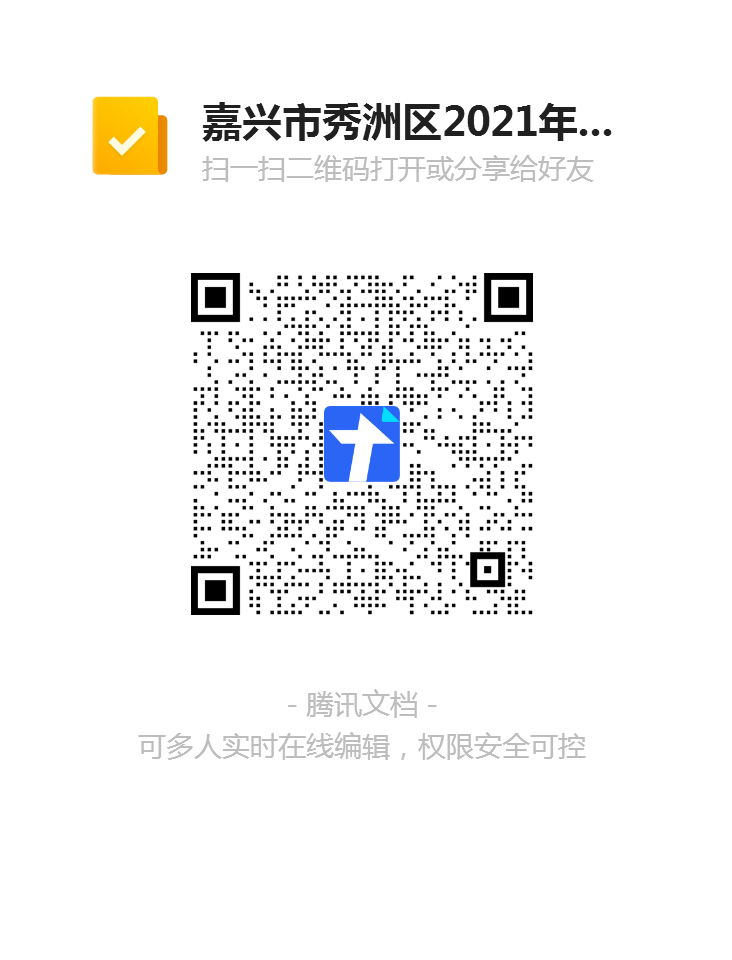 嘉兴市秀洲区2021年...
扫一扫二维码打开或分享给好友
- 腾讯文档 -
可多人实时在线编辑，权限安全可控